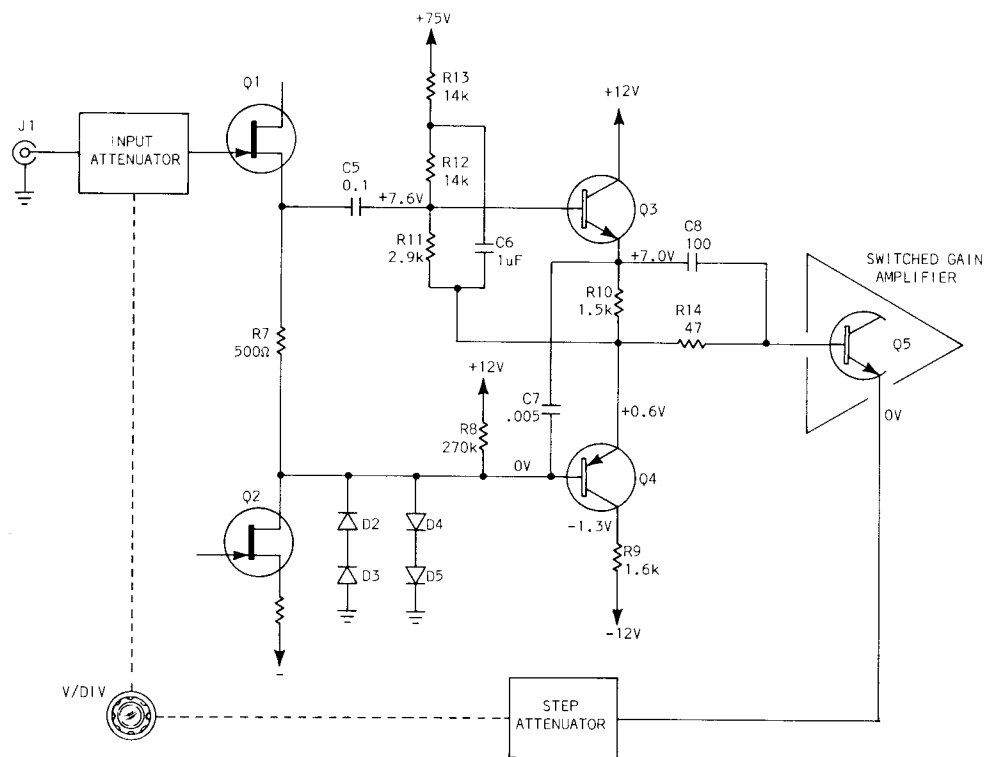 +75V
R13
14k
Q1
+12V
J1
INPUT
ATTENUATOR
R12
14k
C5
0.1
+7.6V
Q3
R11
2.9k
C6
1uF
C8
100
+7.0V
SWITCHED GAIN
AMPLIFIER
R10
1.5k
R14
47
Q5
R7
500Ω
+12V
C7
.005
+0.6V
0V
R8
270k
0V
Q4
Q2
D2
D4
-1.3V
D3
D5
R9
1.6k
-12V
-
V/DIV
STEP
ATTENUATOR